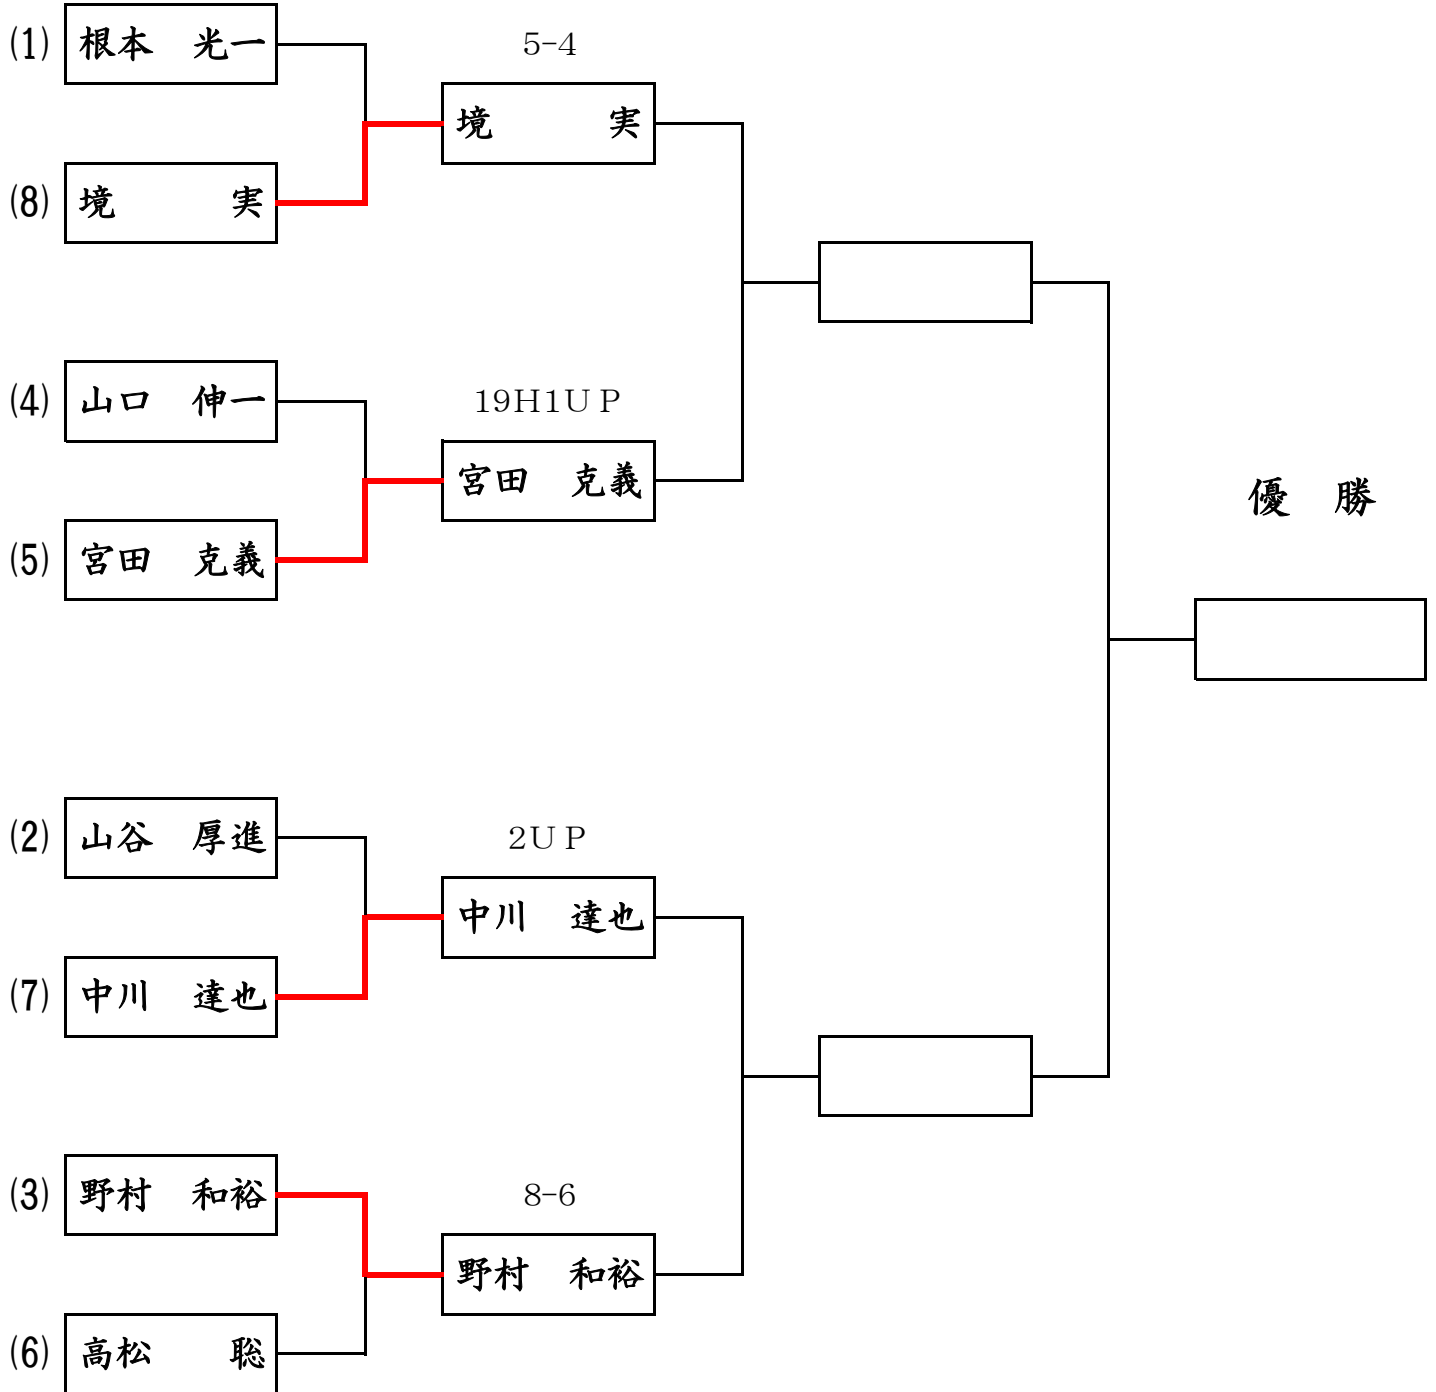 (1) 根本　光一
5-4
境　　　実
(8) 境　　　実
(4) 山口　伸一
19H1UP
宮田　克義
(5) 宮田　克義
優　勝
(2) 山谷　厚進
2UP
中川　達也
(7) 中川　達也
(3) 野村　和裕
8-6
野村　和裕
(6) 高松　　聡